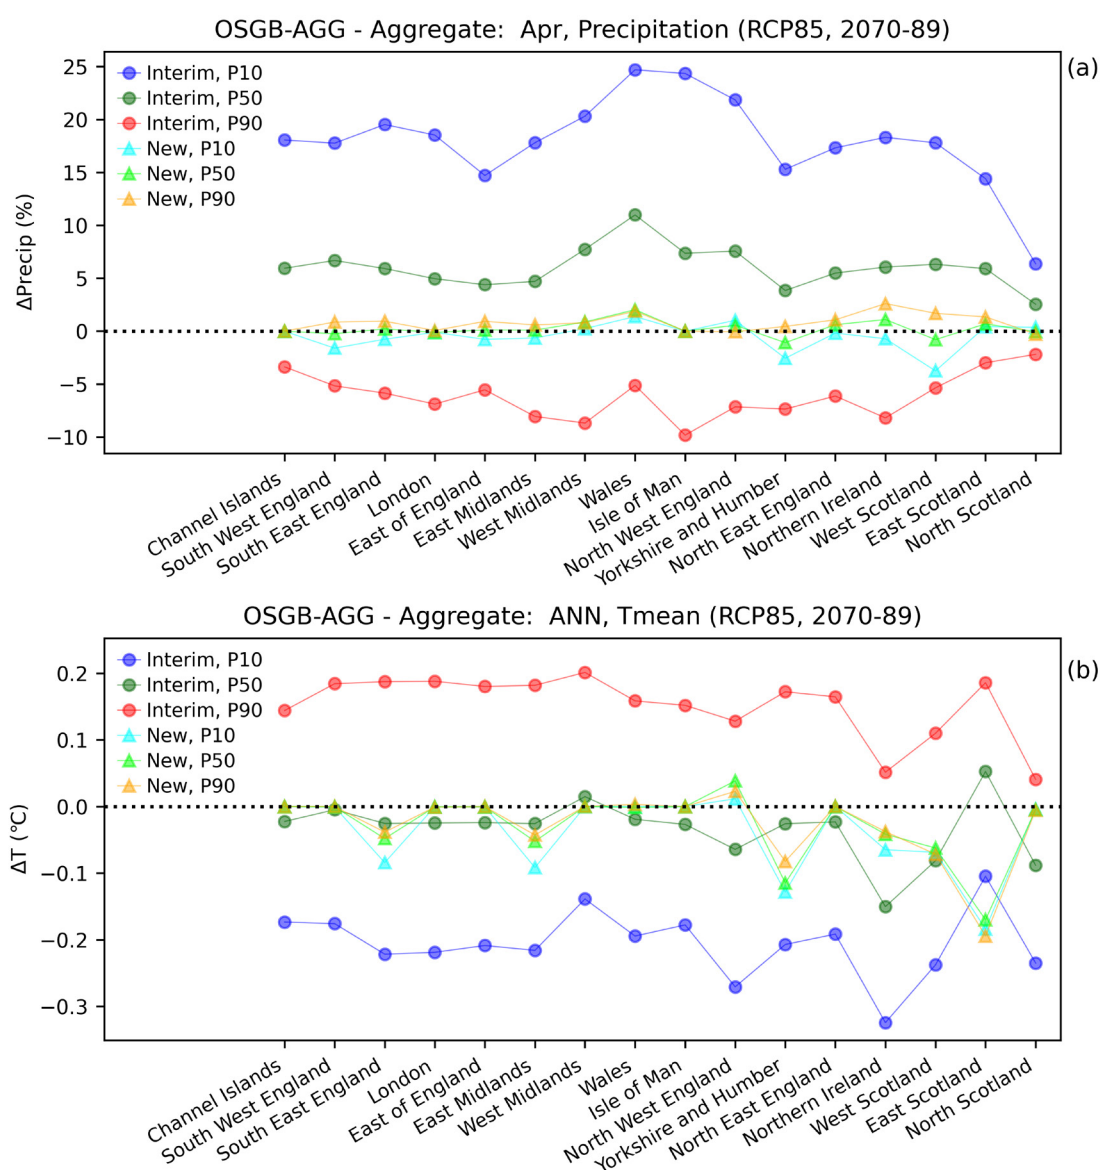 OSGB-AGG - Aggregate:  Apr, Precipitation (RCP85, 2070-89)
(a)
Interim, P10
Interim, P50
Interim, P90
New, P10
New, P50
New, P90
ΔPrecip (%)
25
20
15
10
5
0
−5
−10
Channel Islands
South West England
South East England
London
East of England
East Midlands
West Midlands
Wales
Isle of Man
North West England
Yorkshire and Humber
North East England
Northern Ireland
West Scotland
East Scotland
North Scotland
OSGB-AGG - Aggregate:  ANN, Tmean (RCP85, 2070-89)
(b)
Interim, P10
Interim, P50
Interim, P90
New, P10
New, P50
New, P90
ΔT (°C)
0.2
0.1
0.0
−0.1
−0.2
−0.3
Channel Islands
South West England
South East England
London
East of England
East Midlands
West Midlands
Wales
Isle of Man
North West England
Yorkshire and Humber
North East England
Northern Ireland
West Scotland
East Scotland
North Scotland